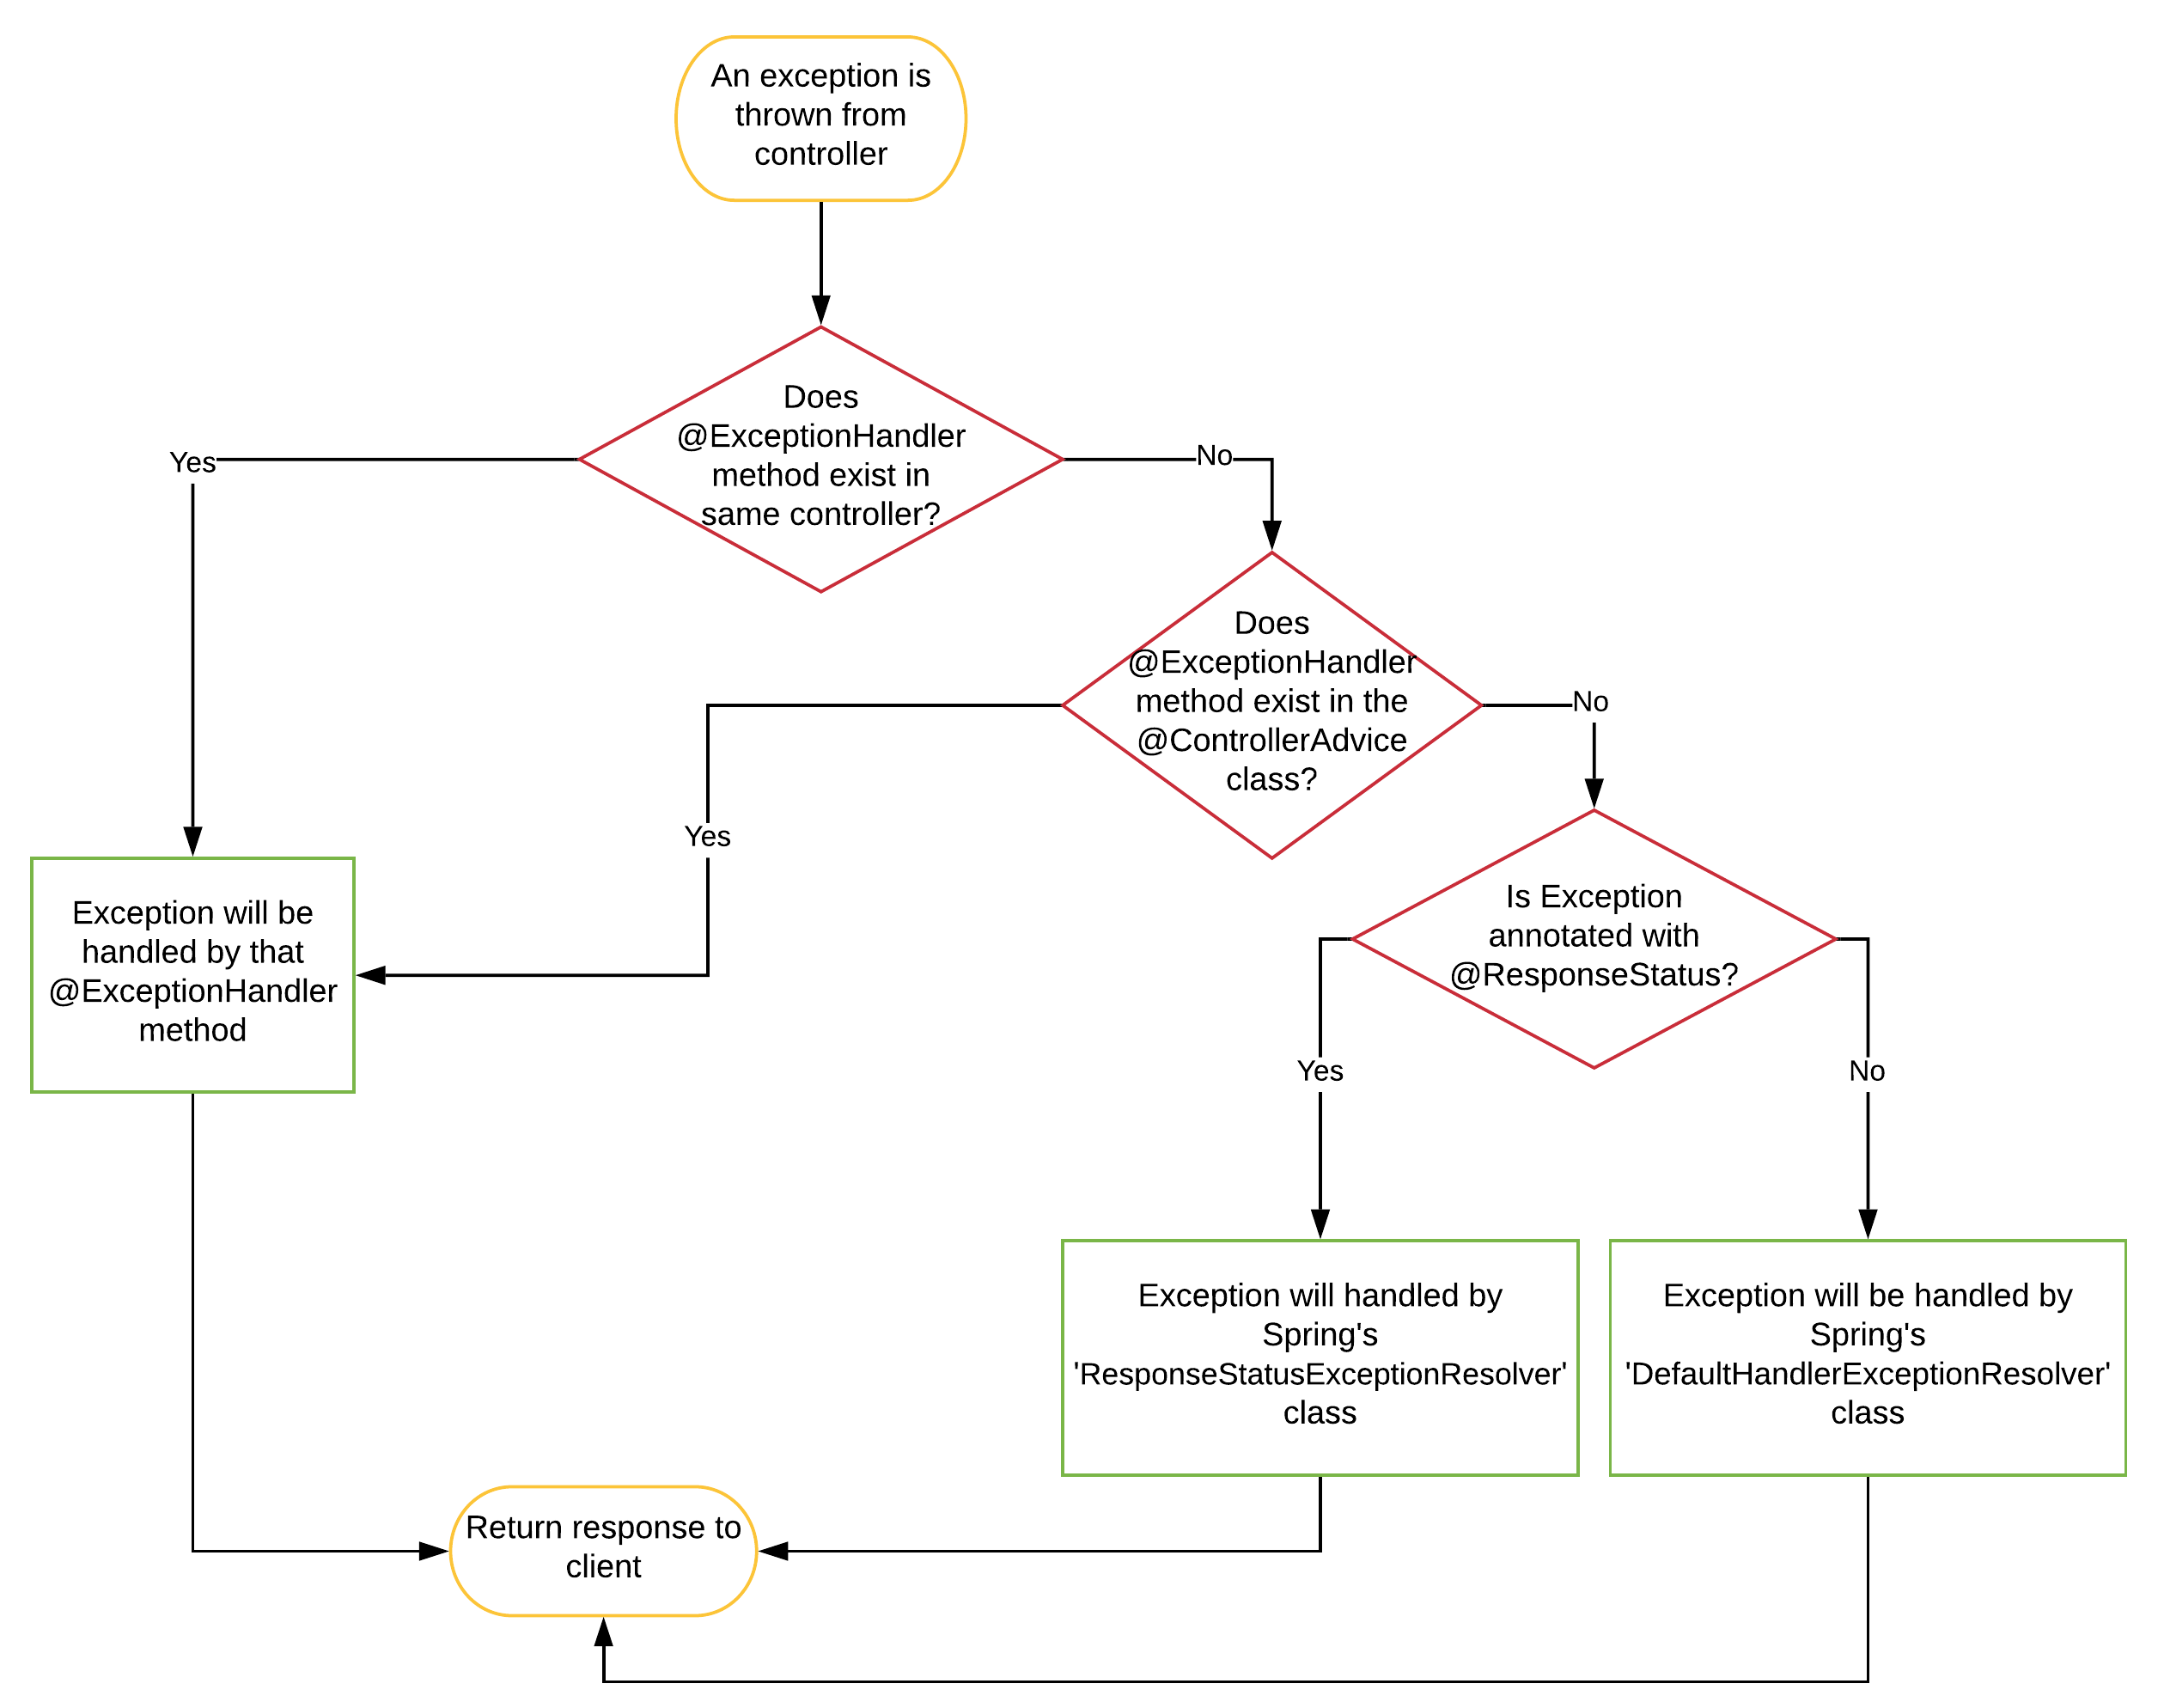 An exception is
thrown from
controller
Does
@ExceptionHandler
method exist in
same controller?
Yes
No
Does
@ExceptionHandler
method exist in the
@ControllerAdvice
class?
Yes
No
Is Exception
annotated with
@ResponseStatus?
Yes
No
Exception will be
handled by that
@ExceptionHandler
method
Exception will handled by
Spring's
'ResponseStatusExceptionResolver'
class
Exception will be handled by
Spring's
'DefaultHandlerExceptionResolver'
class
Return response to
client